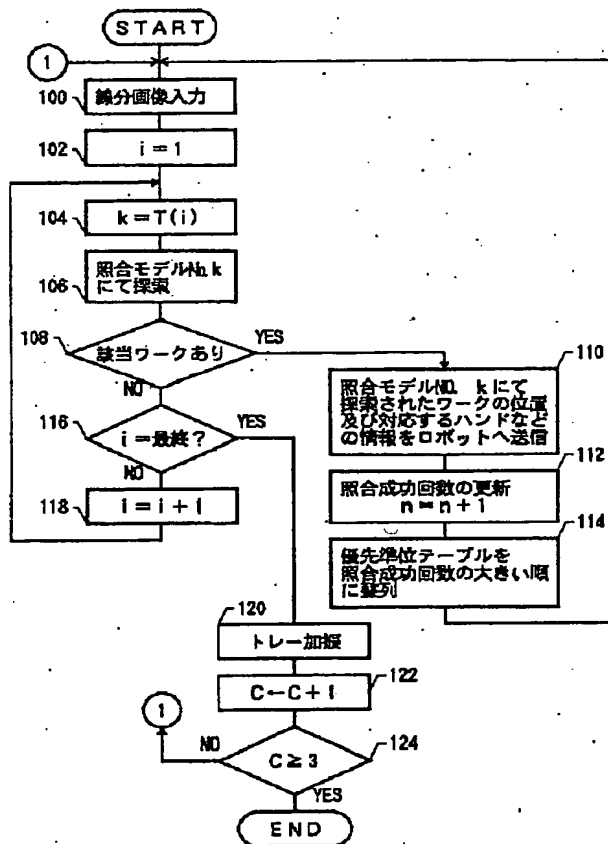 START
1
100
線分画像入力
102
i=1
104
k=T(i)
106
照合モデルNo.k
にて探索
108
該当ワークあり
YES
NO
110
照合モデルNO. kにて
探索されたワークの位置
及び対応するハンドなど
の情報をロボットへ送信
116
i=最終?
YES
NO
112
照合成功回数の更新
n=n+1
118
i=i+1
114
優先準位テーブルを
照合成功回数の大きい順
に整列
120
トレー加振
122
C←C+1
1
NO
C≧3
124
YES
END